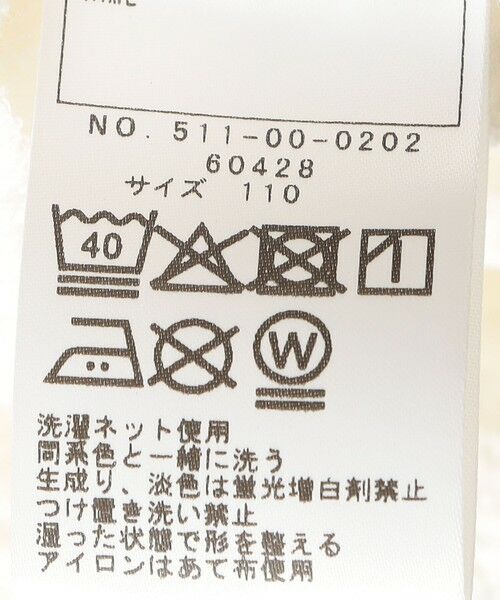 NO. 511-00-0202
60428
サイズ 110
40
W
洗濯ネット使用
同系色と一緒に洗う
生成り、淡色は蛍光増白剤禁止
つけ置き洗い禁止
湿った状態で形を整える
アイロンはあて布使用